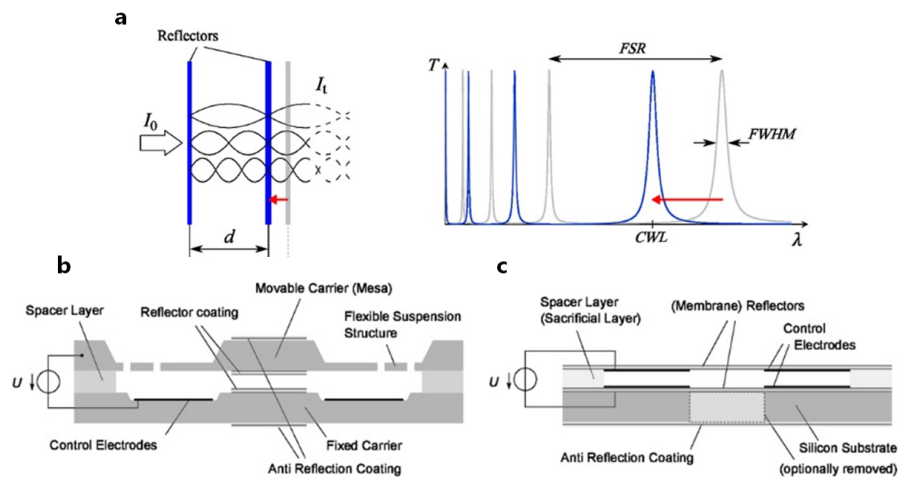 a
Reflectors
I₀
Iₜ
d
T
FSR
FWHM
CWL
λ
b
Movable Carrier (Mesa)
Spacer Layer
Reflector coating
Flexible Suspension
Structure
U
Control Electrodes
Fixed Carrier
Anti Reflection Coating
c
Spacer Layer
(Sacrificial Layer)
(Membrane) Reflectors
Control
Electrodes
U
Anti Reflection Coating
Silicon Substrate
(optionally removed)